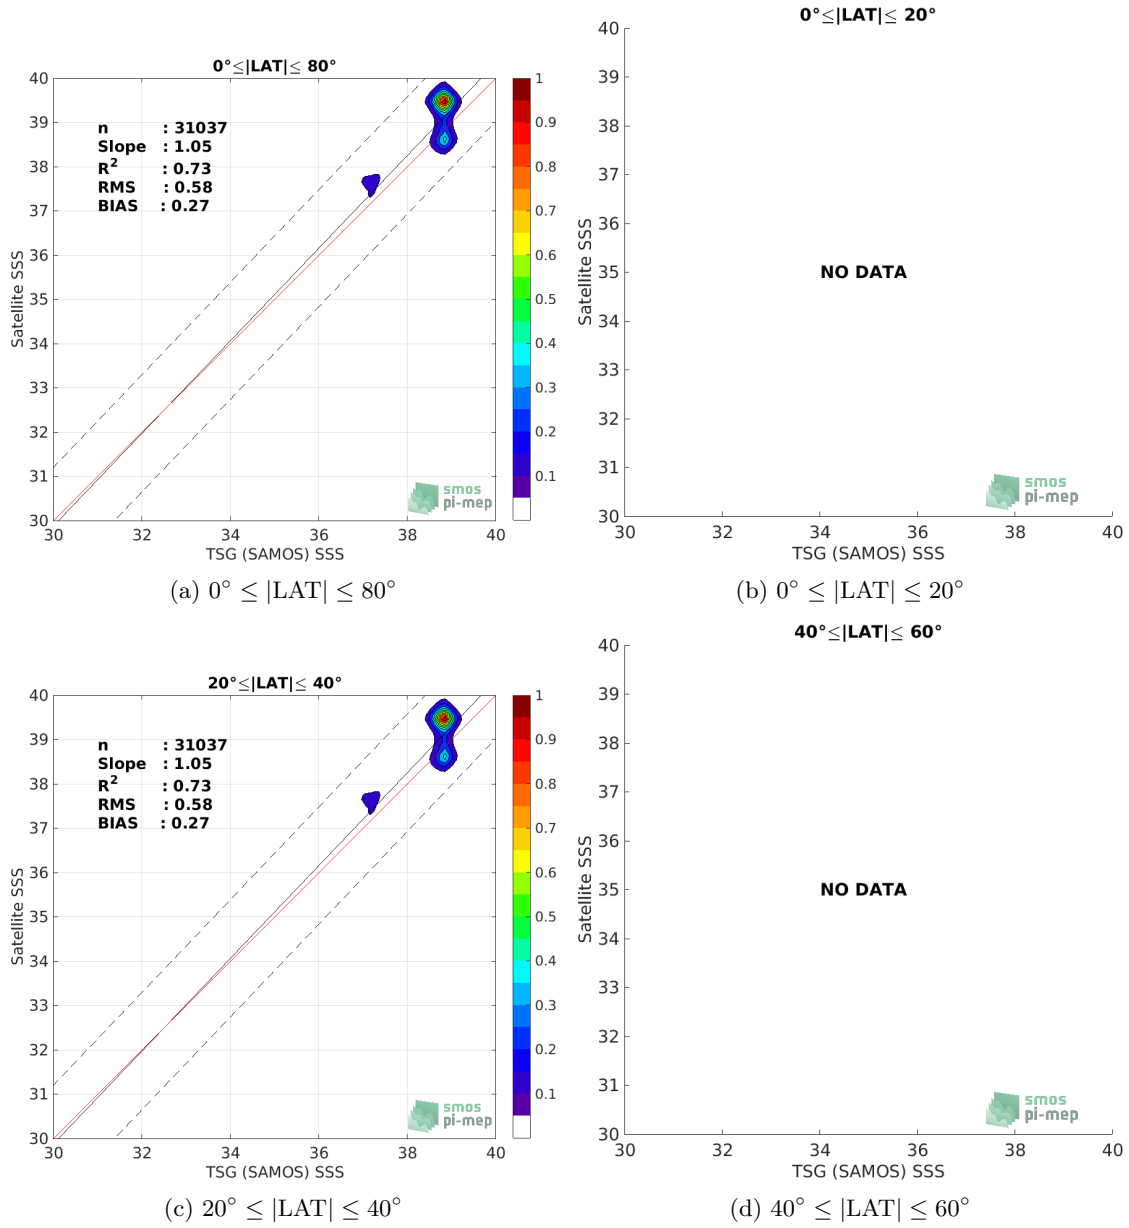 0°≤|LAT|≤ 80°
40
39
38
37
36
35
34
33
32
31
30
Satellite SSS
n : 31037
Slope : 1.05
R² : 0.73
RMS : 0.58
BIAS : 0.27
1
0.9
0.8
0.7
0.6
0.5
0.4
0.3
0.2
0.1
smos
pi-mep
30 32 34 36 38 40
TSG (SAMOS) SSS
(a) 0° ≤ |LAT| ≤ 80°
0°≤|LAT|≤ 20°
40
39
38
37
36
35
34
33
32
31
30
Satellite SSS
NO DATA
smos
pi-mep
30 32 34 36 38 40
TSG (SAMOS) SSS
(b) 0° ≤ |LAT| ≤ 20°
20°≤|LAT|≤ 40°
40
39
38
37
36
35
34
33
32
31
30
Satellite SSS
n : 31037
Slope : 1.05
R² : 0.73
RMS : 0.58
BIAS : 0.27
1
0.9
0.8
0.7
0.6
0.5
0.4
0.3
0.2
0.1
smos
pi-mep
30 32 34 36 38 40
TSG (SAMOS) SSS
(c) 20° ≤ |LAT| ≤ 40°
40°≤|LAT|≤ 60°
40
39
38
37
36
35
34
33
32
31
30
Satellite SSS
NO DATA
smos
pi-mep
30 32 34 36 38 40
TSG (SAMOS) SSS
(d) 40° ≤ |LAT| ≤ 60°